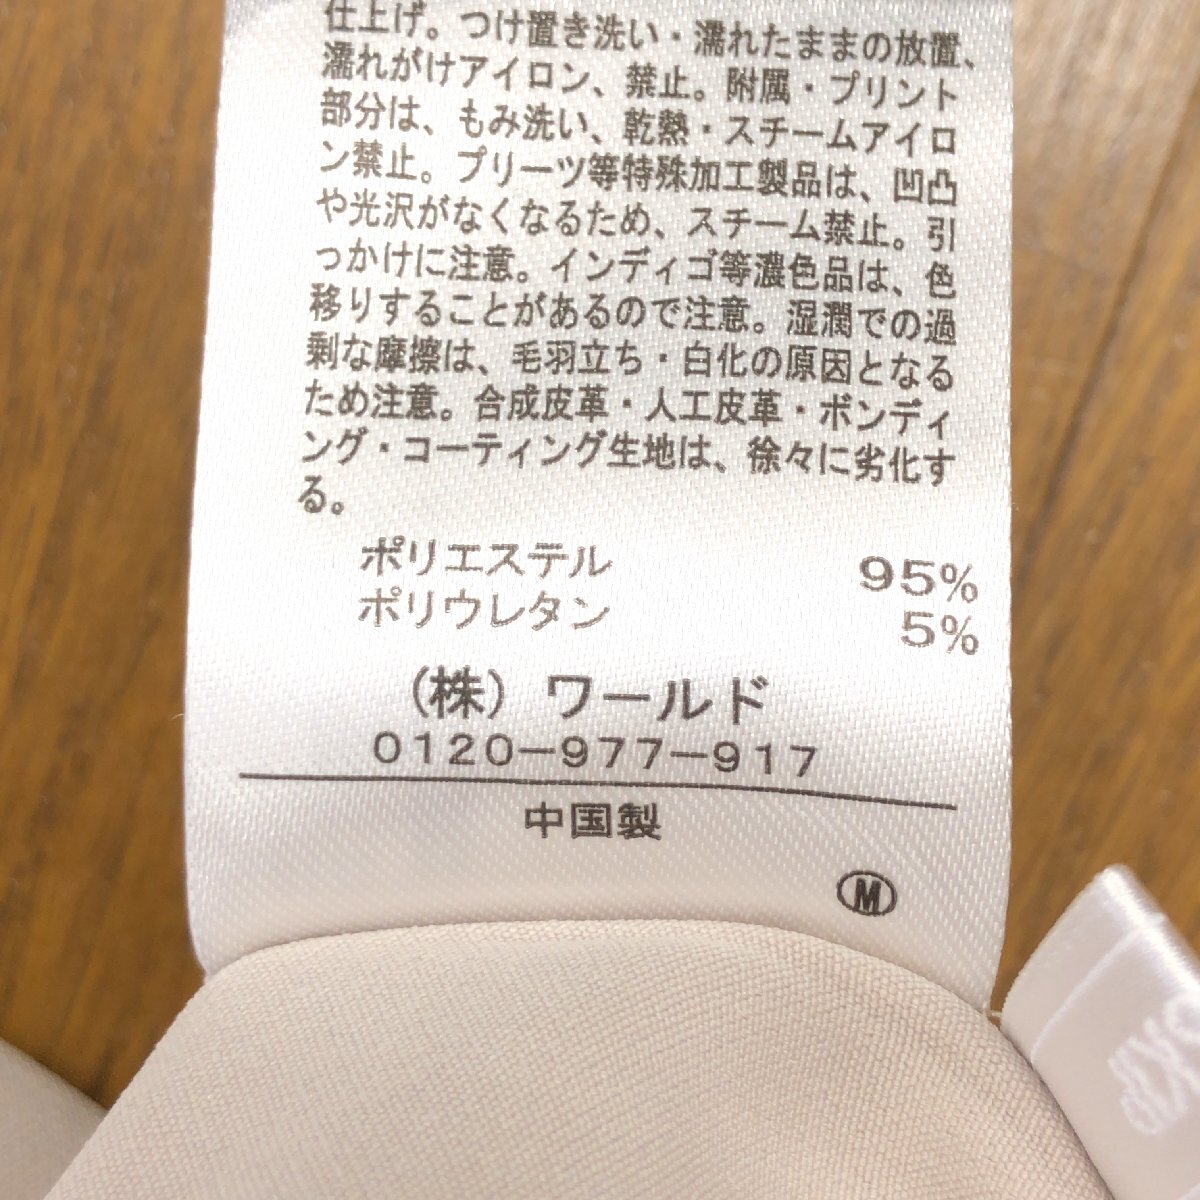 仕上げ。つけ置き洗い・濡れたままの放置、
濡れがけアイロン、禁止。附属・プリント
部分は、もみ洗い、乾熱・スチームアイロ
ン禁止。プリーツ等特殊加工製品は、凹凸
や光沢がなくなるため、スチーム禁止。引
っかけに注意。インディゴ等濃色品は、色
移りすることがあるので注意。湿潤での過
剰な摩擦は、毛羽立ち・白化の原因となる
ため注意。合成皮革・人工皮革・ボンディ
ング・コーティング生地は、徐々に劣化す
る。
ポリエステル 95%
ポリウレタン 5%
(株) ワールド
0120-977-917
中国製
M